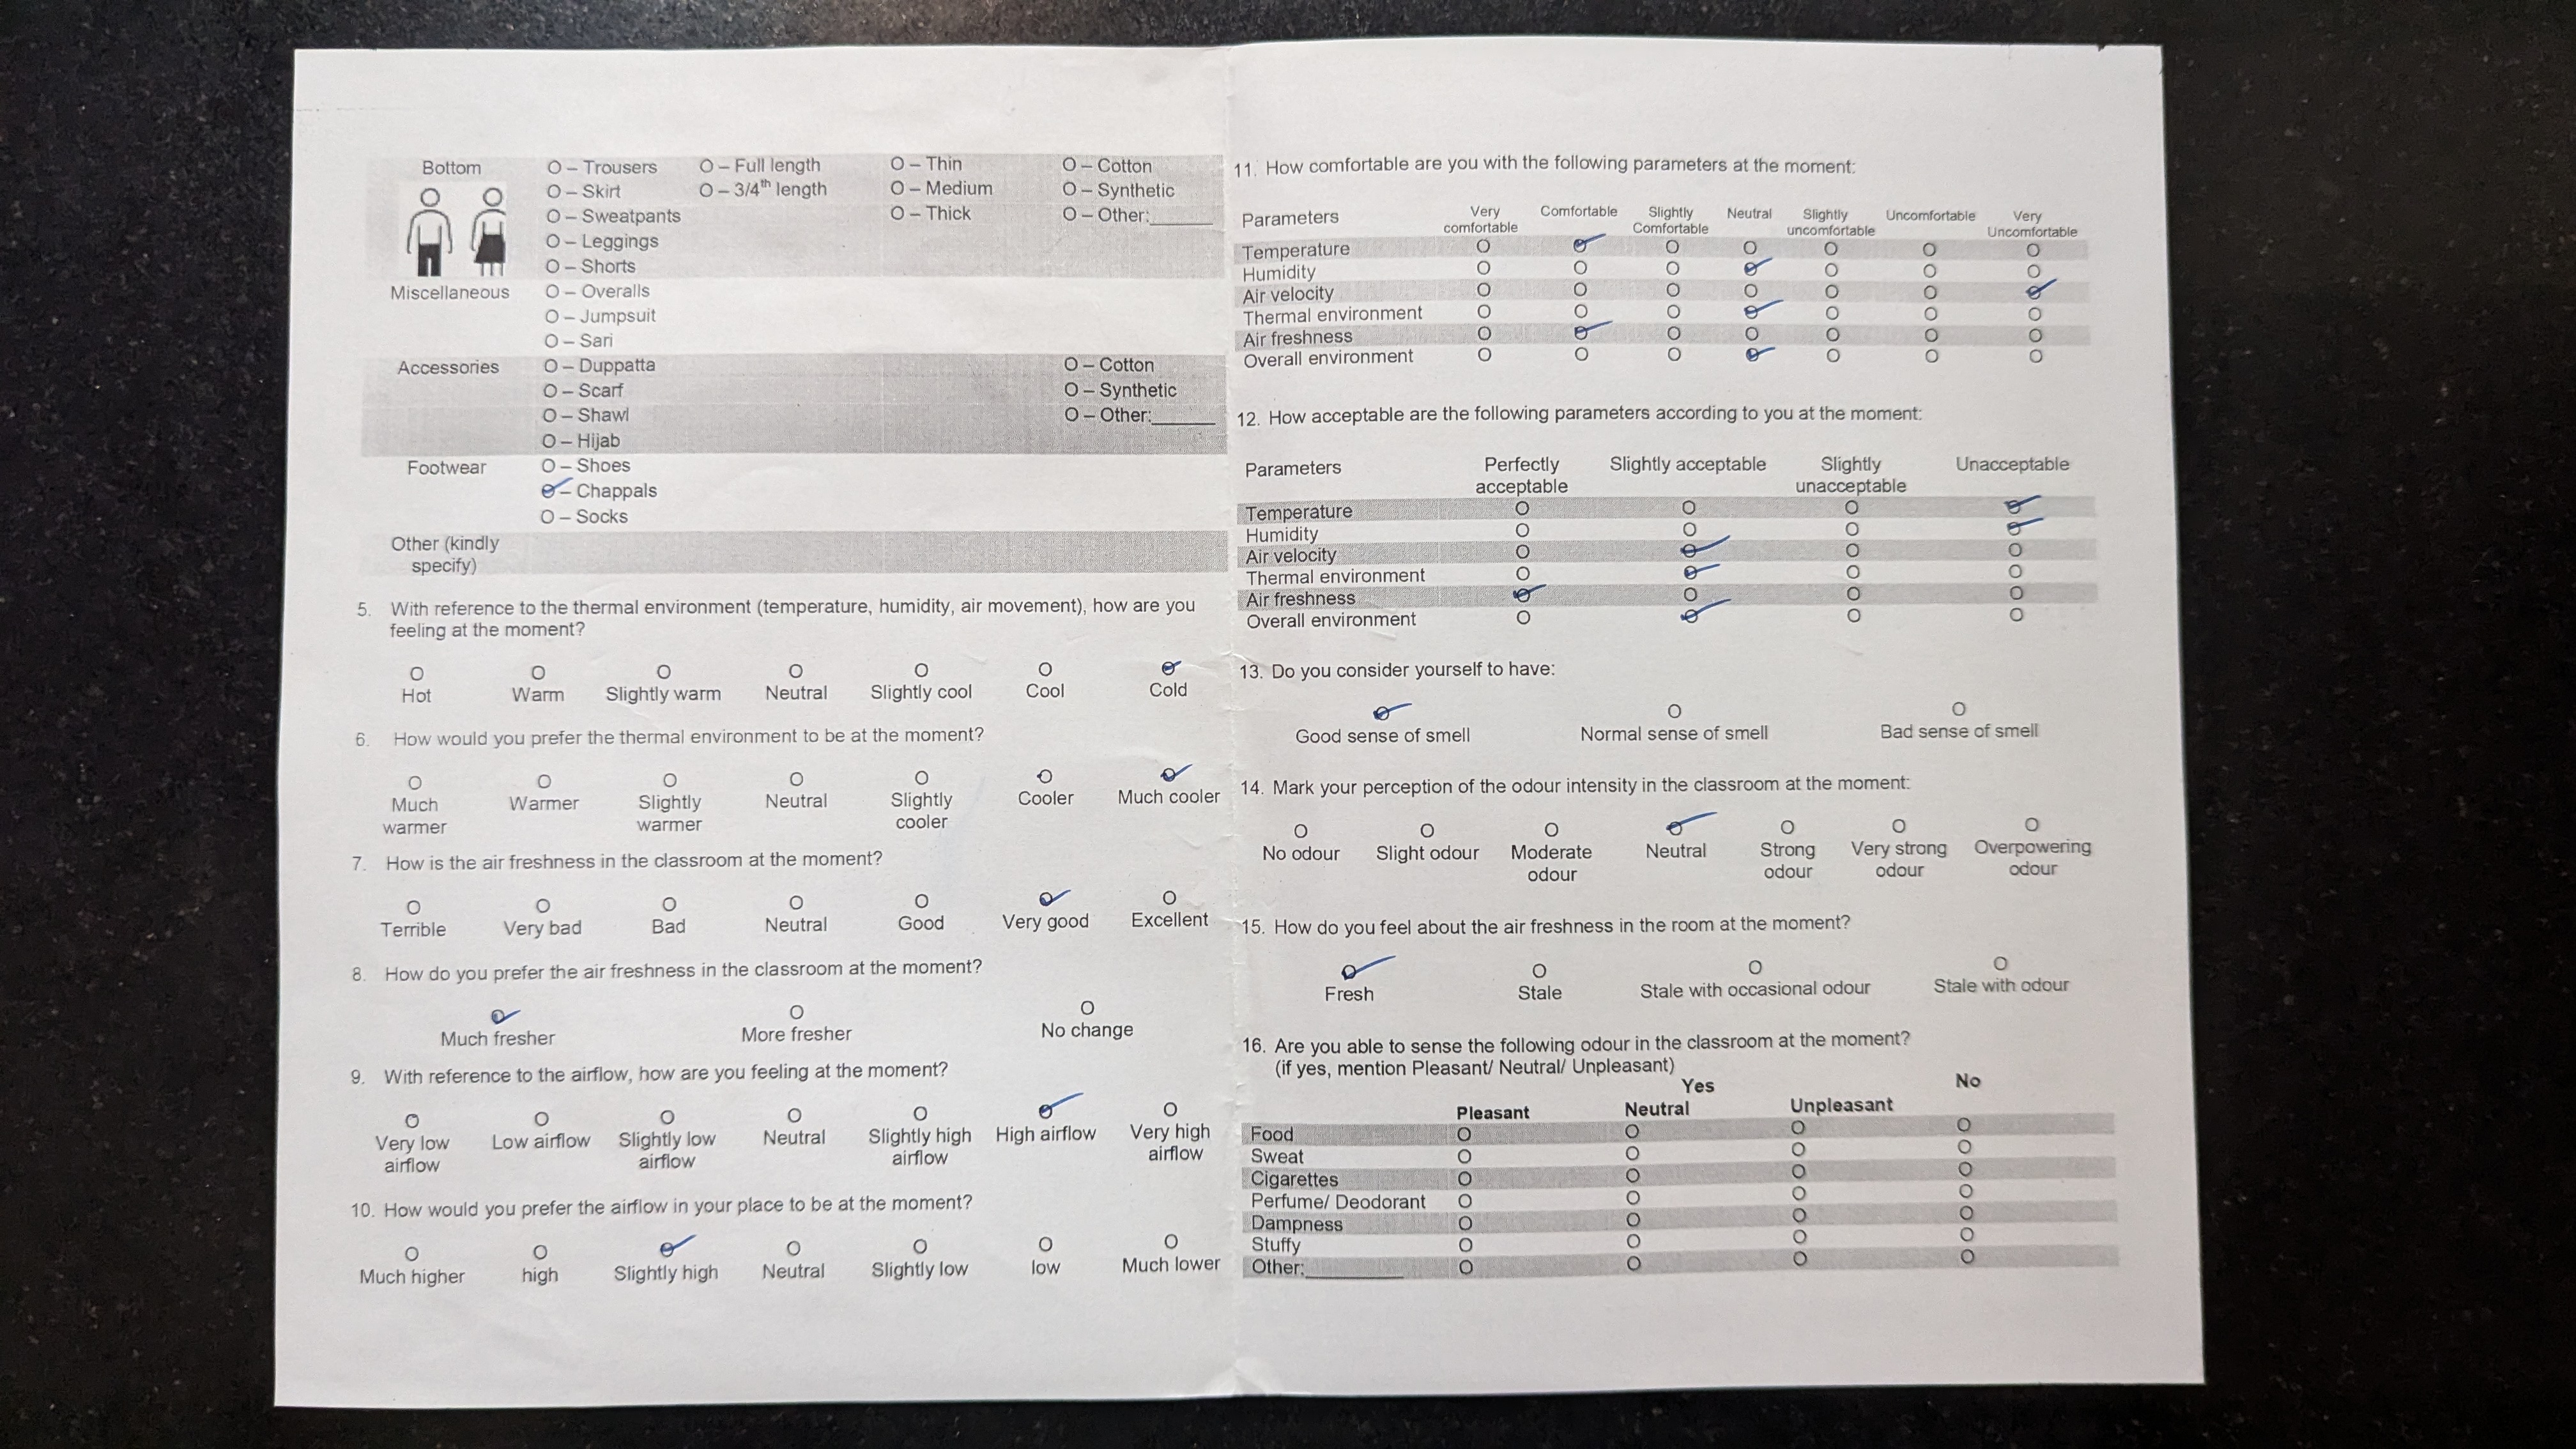 Bottom
O – Trousers O – Full length O – Thin O – Cotton
O – Skirt O – 3/4th length O – Medium O – Synthetic
O – Sweatpants O – Thick O – Other:______
O – Leggings
O – Shorts
Miscellaneous O – Overalls
O – Jumpsuit
O – Sari
Accessories O – Duppatta O – Cotton
O – Scarf O – Synthetic
O – Shawl O – Other:______
O – Hijab
Footwear O – Shoes
O – Chappals
O – Socks
Other (kindly
specify)
5. With reference to the thermal environment (temperature, humidity, air movement), how are you
feeling at the moment?
O O O O O O O
Hot Warm Slightly warm Neutral Slightly cool Cool Cold
6. How would you prefer the thermal environment to be at the moment?
O O O O O O O
Much Warmer Slightly Neutral Slightly Cooler Much cooler
warmer warmer cooler
7. How is the air freshness in the classroom at the moment?
O O O O O O O
Terrible Very bad Bad Neutral Good Very good Excellent
8. How do you prefer the air freshness in the classroom at the moment?
O O O
Much fresher More fresher No change
9. With reference to the airflow, how are you feeling at the moment?
O O O O O O O
Very low Low airflow Slightly low Neutral Slightly high High airflow Very high
airflow airflow airflow airflow
10. How would you prefer the airflow in your place to be at the moment?
O O O O O O O
Much higher high Slightly high Neutral Slightly low low Much lower
11. How comfortable are you with the following parameters at the moment:
Parameters Very Comfortable Slightly Neutral Slightly Uncomfortable Very
comfortable Comfortable uncomfortable Uncomfortable
Temperature O O O O O O O
Humidity O O O O O O O
Air velocity O O O O O O O
Thermal environment O O O O O O O
Air freshness O O O O O O O
Overall environment O O O O O O O
12. How acceptable are the following parameters according to you at the moment:
Parameters Perfectly Slightly acceptable Slightly Unacceptable
acceptable unacceptable
Temperature O O O O
Humidity O O O O
Air velocity O O O O
Thermal environment O O O O
Air freshness O O O O
Overall environment O O O O
13. Do you consider yourself to have:
O O O
Good sense of smell Normal sense of smell Bad sense of smell
14. Mark your perception of the odour intensity in the classroom at the moment:
O O O O O O O
No odour Slight odour Moderate Neutral Strong Very strong Overpowering
odour odour odour odour
15. How do you feel about the air freshness in the room at the moment?
O O O O
Fresh Stale Stale with occasional odour Stale with odour
16. Are you able to sense the following odour in the classroom at the moment?
(if yes, mention Pleasant/ Neutral/ Unpleasant)
Yes No
Pleasant Neutral Unpleasant
Food O O O O
Sweat O O O O
Cigarettes O O O O
Perfume/ Deodorant O O O O
Dampness O O O O
Stuffy O O O O
Other:__________ O O O O